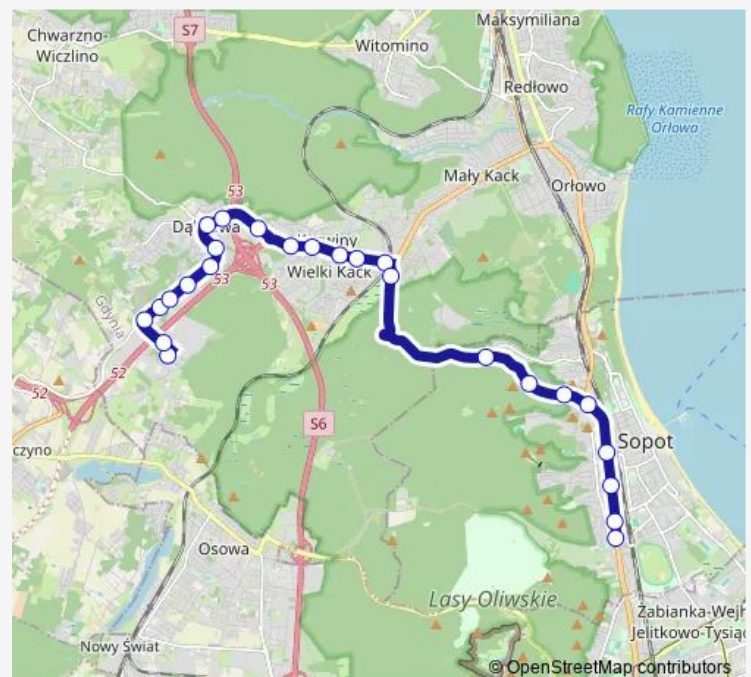 Maksymiliana
Chwarzno-
Wiczlino
S7
Witomino
Redłowo
Rafy Kamienne
Orłowa
53
Mały Kack
Orłowo
Wielki Kack
53
53
Gdynia
52
52
S6
Sopot
Osowa
Lasy Oliwskie
Nowy Świat
Żabianka-Wejh
Jelitkowo-Tysiąc
© OpenStreetMap contributors